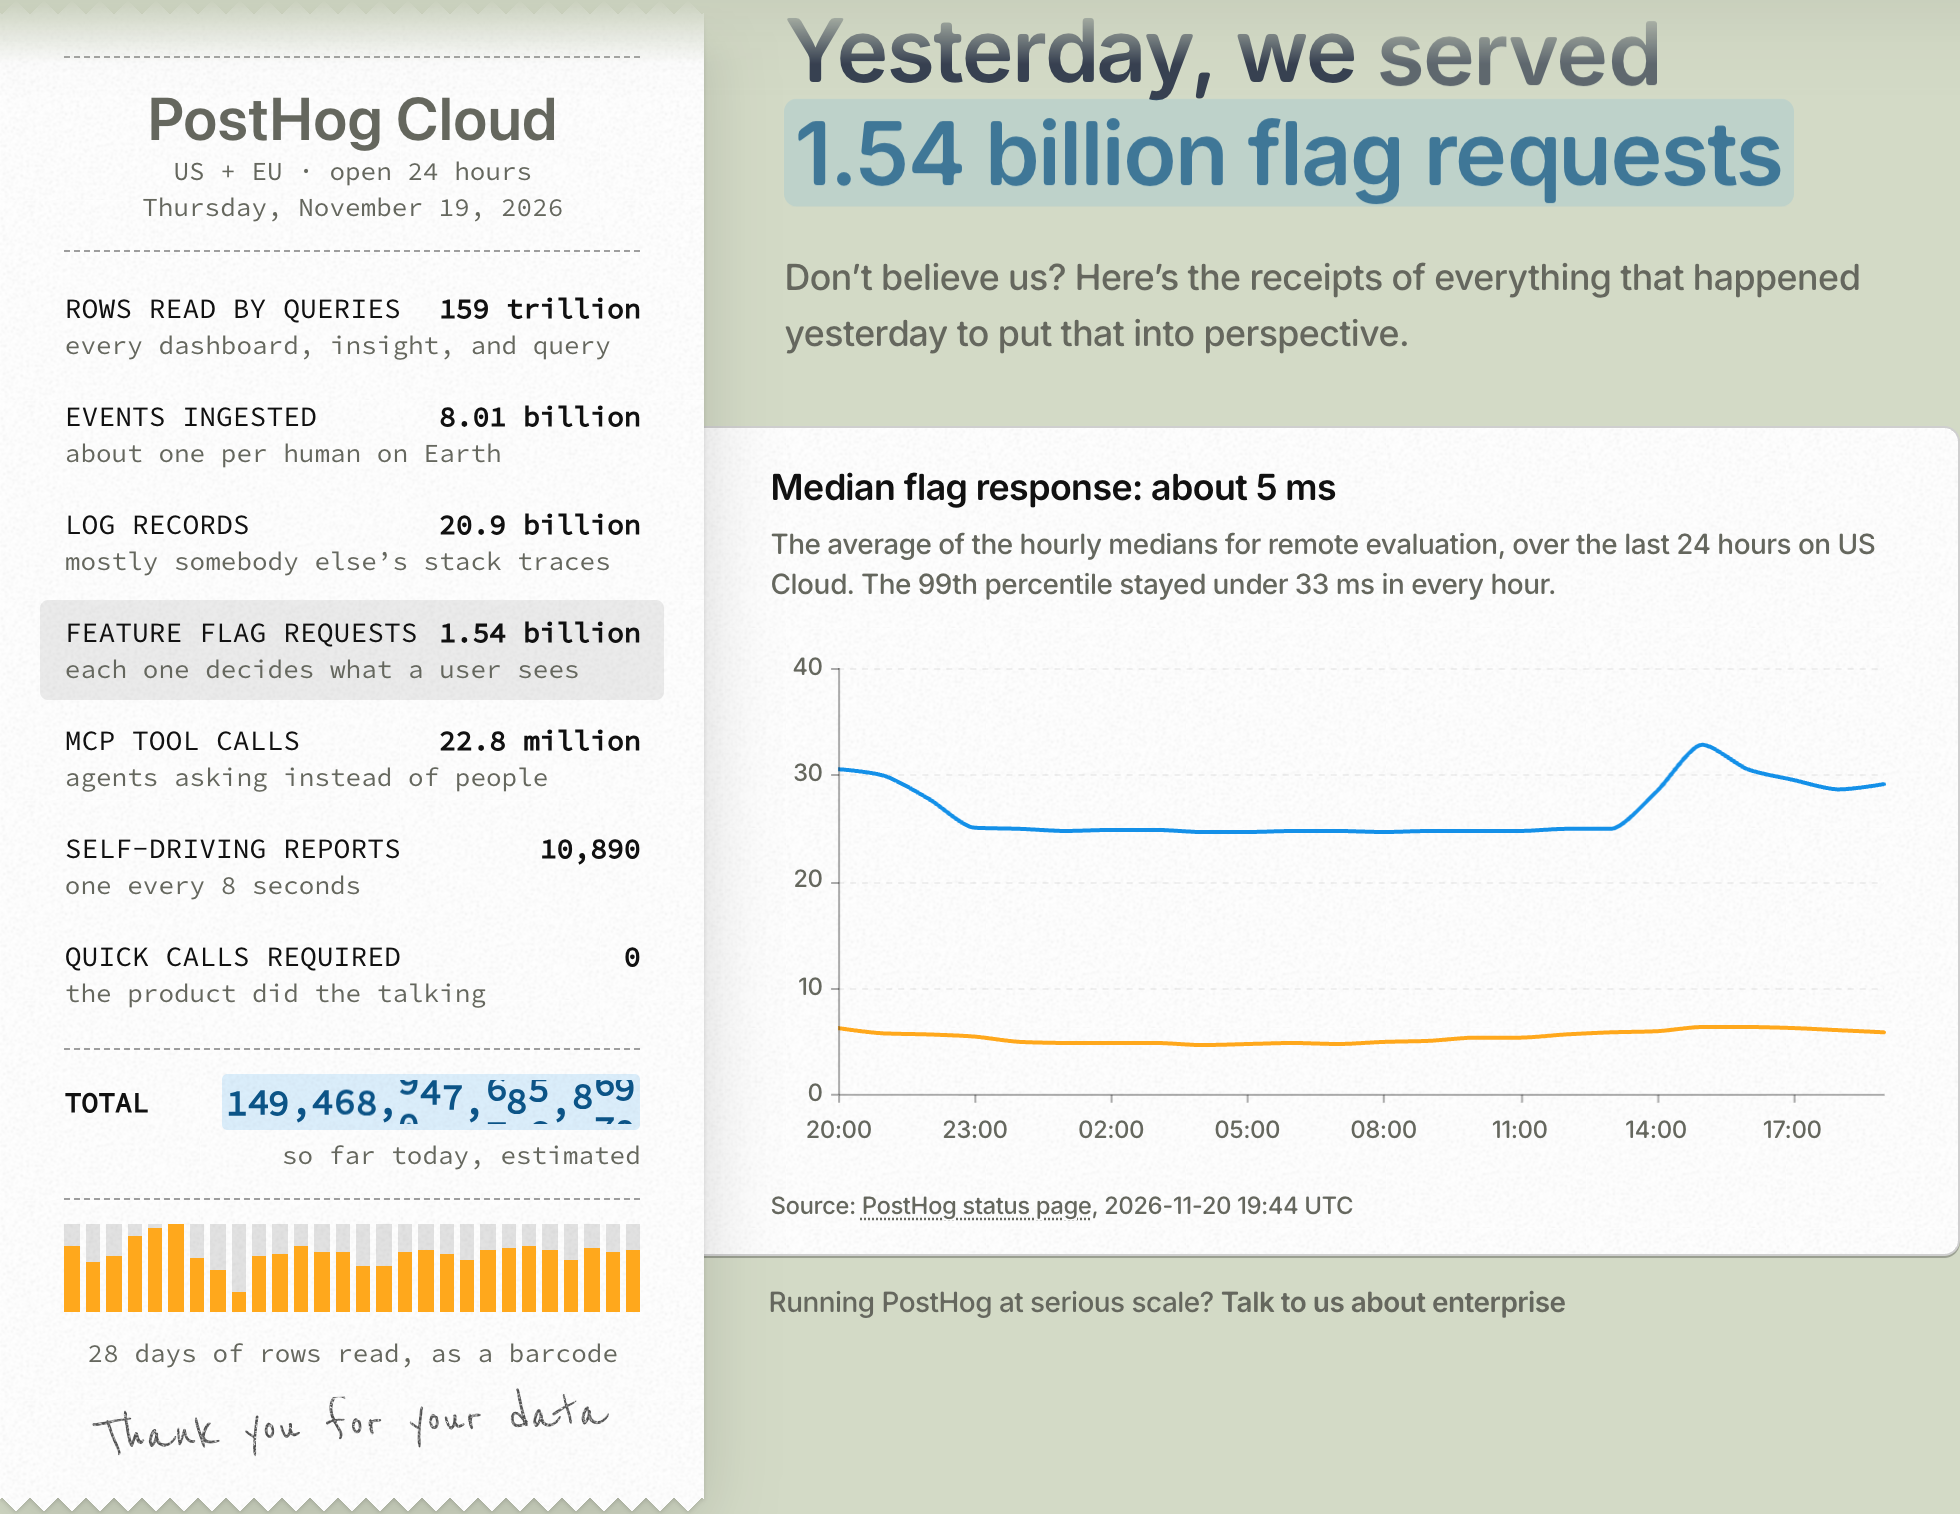 PostHog Cloud
US + EU · open 24 hours
Thursday, November 19, 2026
ROWS READ BY QUERIES 159 trillion
every dashboard, insight, and query
EVENTS INGESTED 8.01 billion
about one per human on Earth
LOG RECORDS 20.9 billion
mostly somebody else’s stack traces
FEATURE FLAG REQUESTS 1.54 billion
each one decides what a user sees
MCP TOOL CALLS 22.8 million
agents asking instead of people
SELF-DRIVING REPORTS 10,890
one every 8 seconds
QUICK CALLS REQUIRED 0
the product did the talking
TOTAL 149,468,947,685,869
so far today, estimated
28 days of rows read, as a barcode
Thank you for your data
Yesterday, we served
1.54 billion flag requests
Don’t believe us? Here’s the receipts of everything that happened
yesterday to put that into perspective.
Median flag response: about 5 ms
The average of the hourly medians for remote evaluation, over the last 24 hours on US
Cloud. The 99th percentile stayed under 33 ms in every hour.
40
30
20
10
0
20:00 23:00 02:00 05:00 08:00 11:00 14:00 17:00
Source: PostHog status page, 2026-11-20 19:44 UTC
Running PostHog at serious scale? Talk to us about enterprise